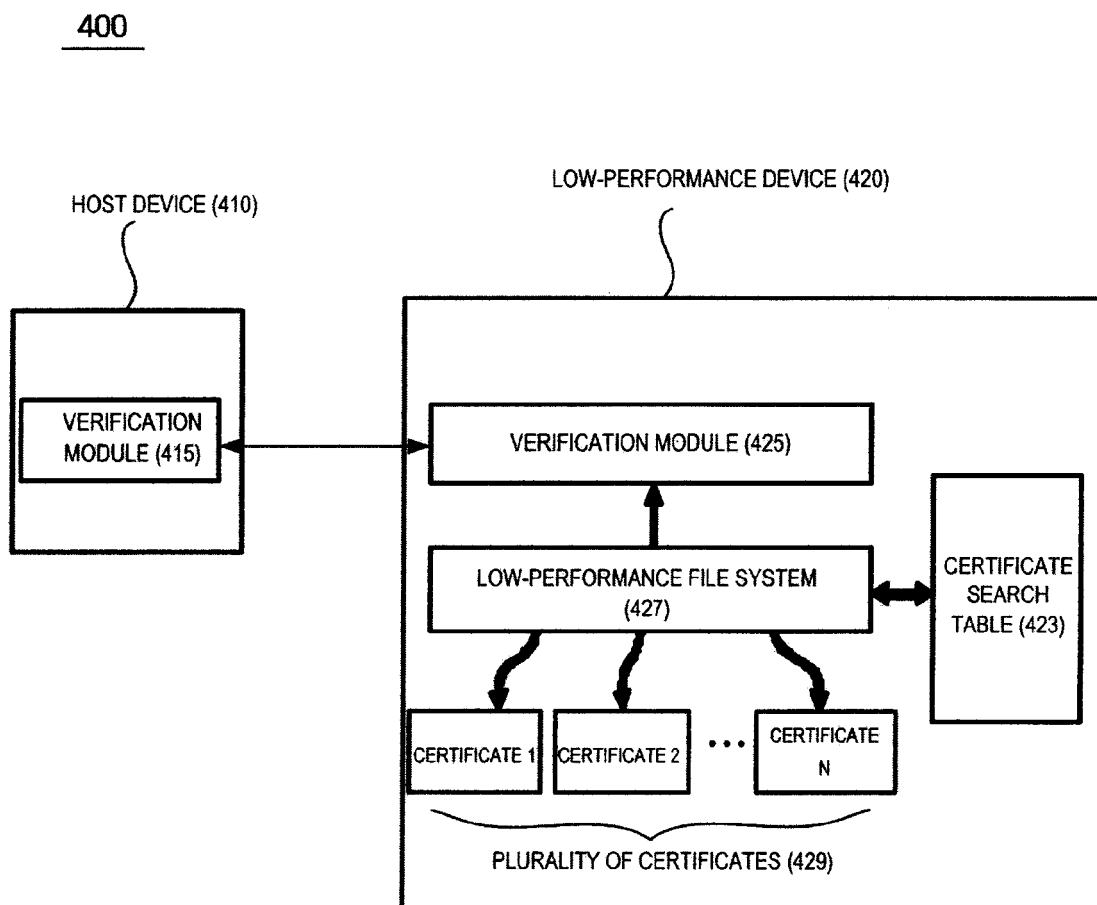 400
LOW-PERFORMANCE DEVICE (420)
HOST DEVICE (410)
VERIFICATION
MODULE (415)
VERIFICATION MODULE (425)
LOW-PERFORMANCE FILE SYSTEM
(427)
CERTIFICATE
SEARCH
TABLE (423)
CERTIFICATE 1
CERTIFICATE 2
• • •
CERTIFICATE
N
PLURALITY OF CERTIFICATES (429)